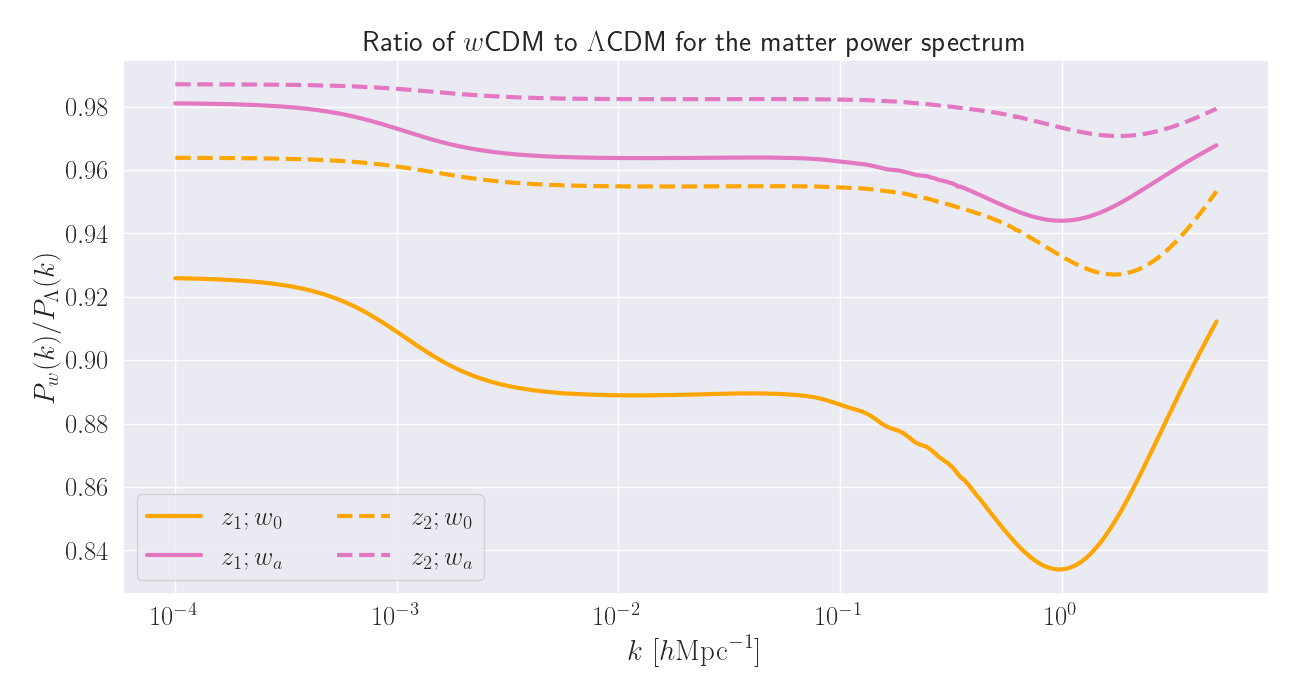 Ratio of wCDM to ΛCDM for the matter power spectrum
P_w(k)/P_Λ(k)
0.98
0.96
0.94
0.92
0.90
0.88
0.86
0.84
z_1; w_0
z_2; w_0
z_1; w_a
z_2; w_a
10^{-4}
10^{-3}
10^{-2}
10^{-1}
10^0
k [hMpc^{-1}]